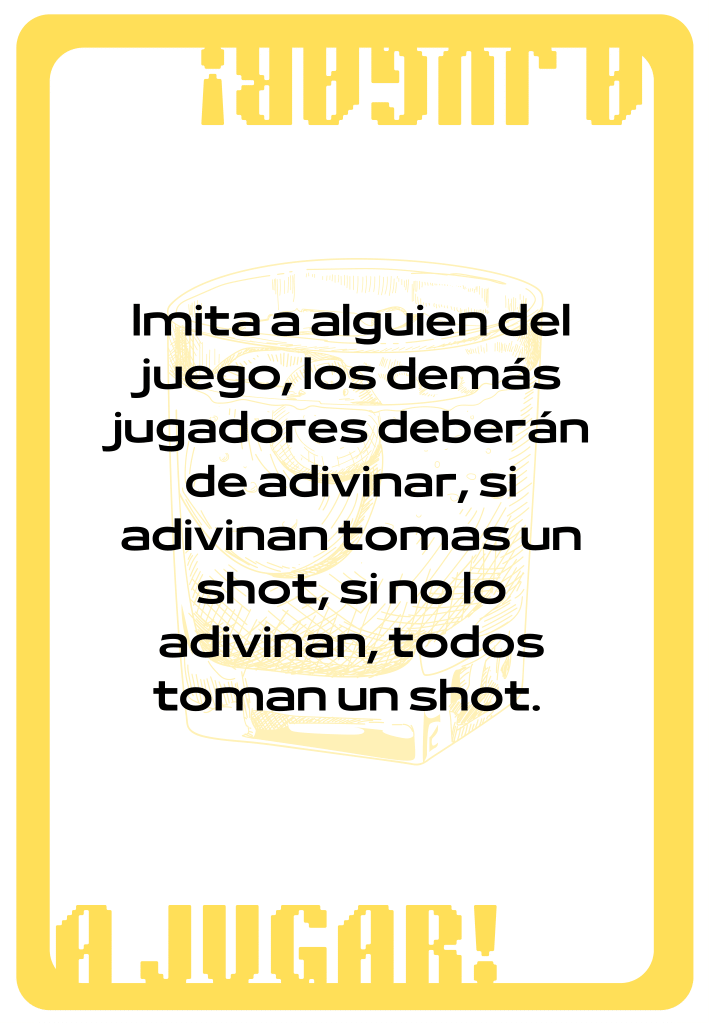 A JUGAR!
Imita a alguien del
juego, los demás
jugadores deberán
de adivinar, si
adivinan tomas un
shot, si no lo
adivinan, todos
toman un shot.
A JUGAR!